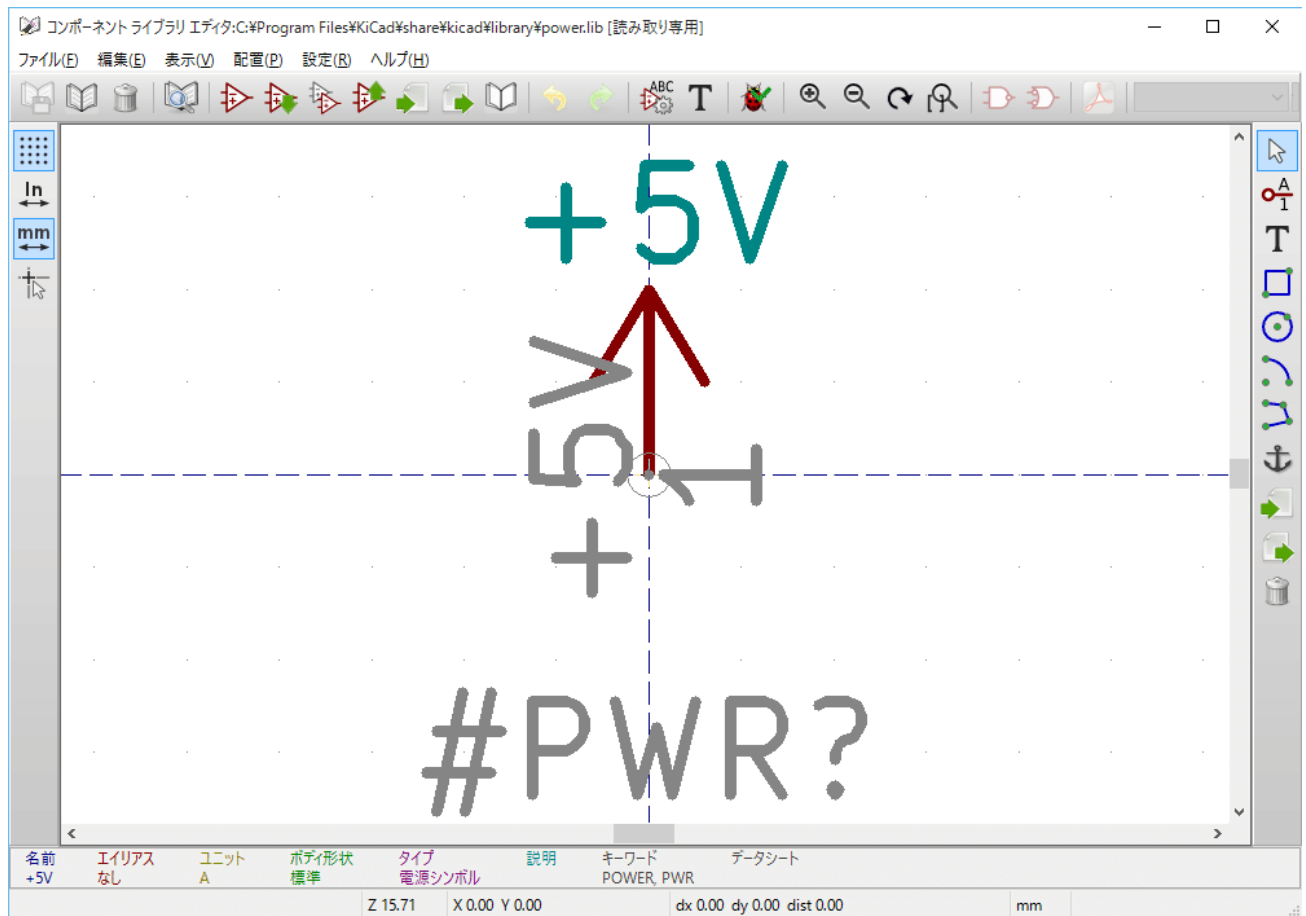 コンポーネント ライブラリ エディタ:C:¥Program Files¥KiCad¥share¥kicad¥library¥power.lib [読み取り専用]
ファイル(F) 編集(E) 表示(V) 配置(P) 設定(R) ヘルプ(H)
ABC
T
In
mm
A
1
T
+5V
+5V
1
#PWR?
名前 エイリアス ユニット ボディ形状 タイプ 説明 キーワード データシート
+5V なし A 標準 電源シンボル POWER, PWR
Z 15.71 X 0.00 Y 0.00 dx 0.00 dy 0.00 dist 0.00 mm